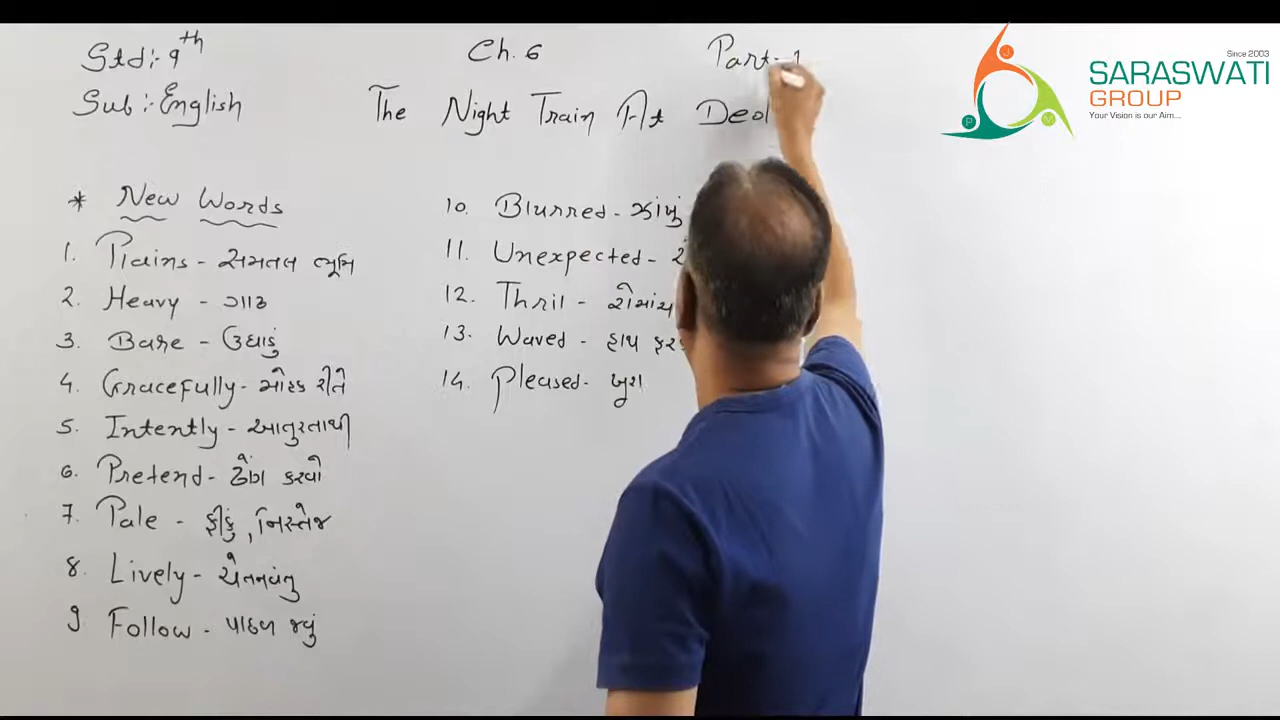 Std:- 9th
Sub:- English
Ch. 6
Part-1
The Night Train At Deol
* New Words
1. Plains - સમતલ ભૂમિ
2. Heavy - ગાઢ
3. Bare - ઉઘાડું
4. Gracefully - મોહક રીતે
5. Intently - આતુરતાથી
6. Pretend - ઢોંગ કરવો
7. Pale - ફીકું, નિસ્તેજ
8. Lively - ચેતનવંતુ
9. Follow - પાછળ જવું
10. Blurred - ઝાંખું
11. Unexpected -
12. Thril - રોમાંચ
13. Waved - હાથ ફર
14. Pleased - ખુશ
Since 2003
SARASWATI
GROUP
Your Vision is our Aim...
J
P
M